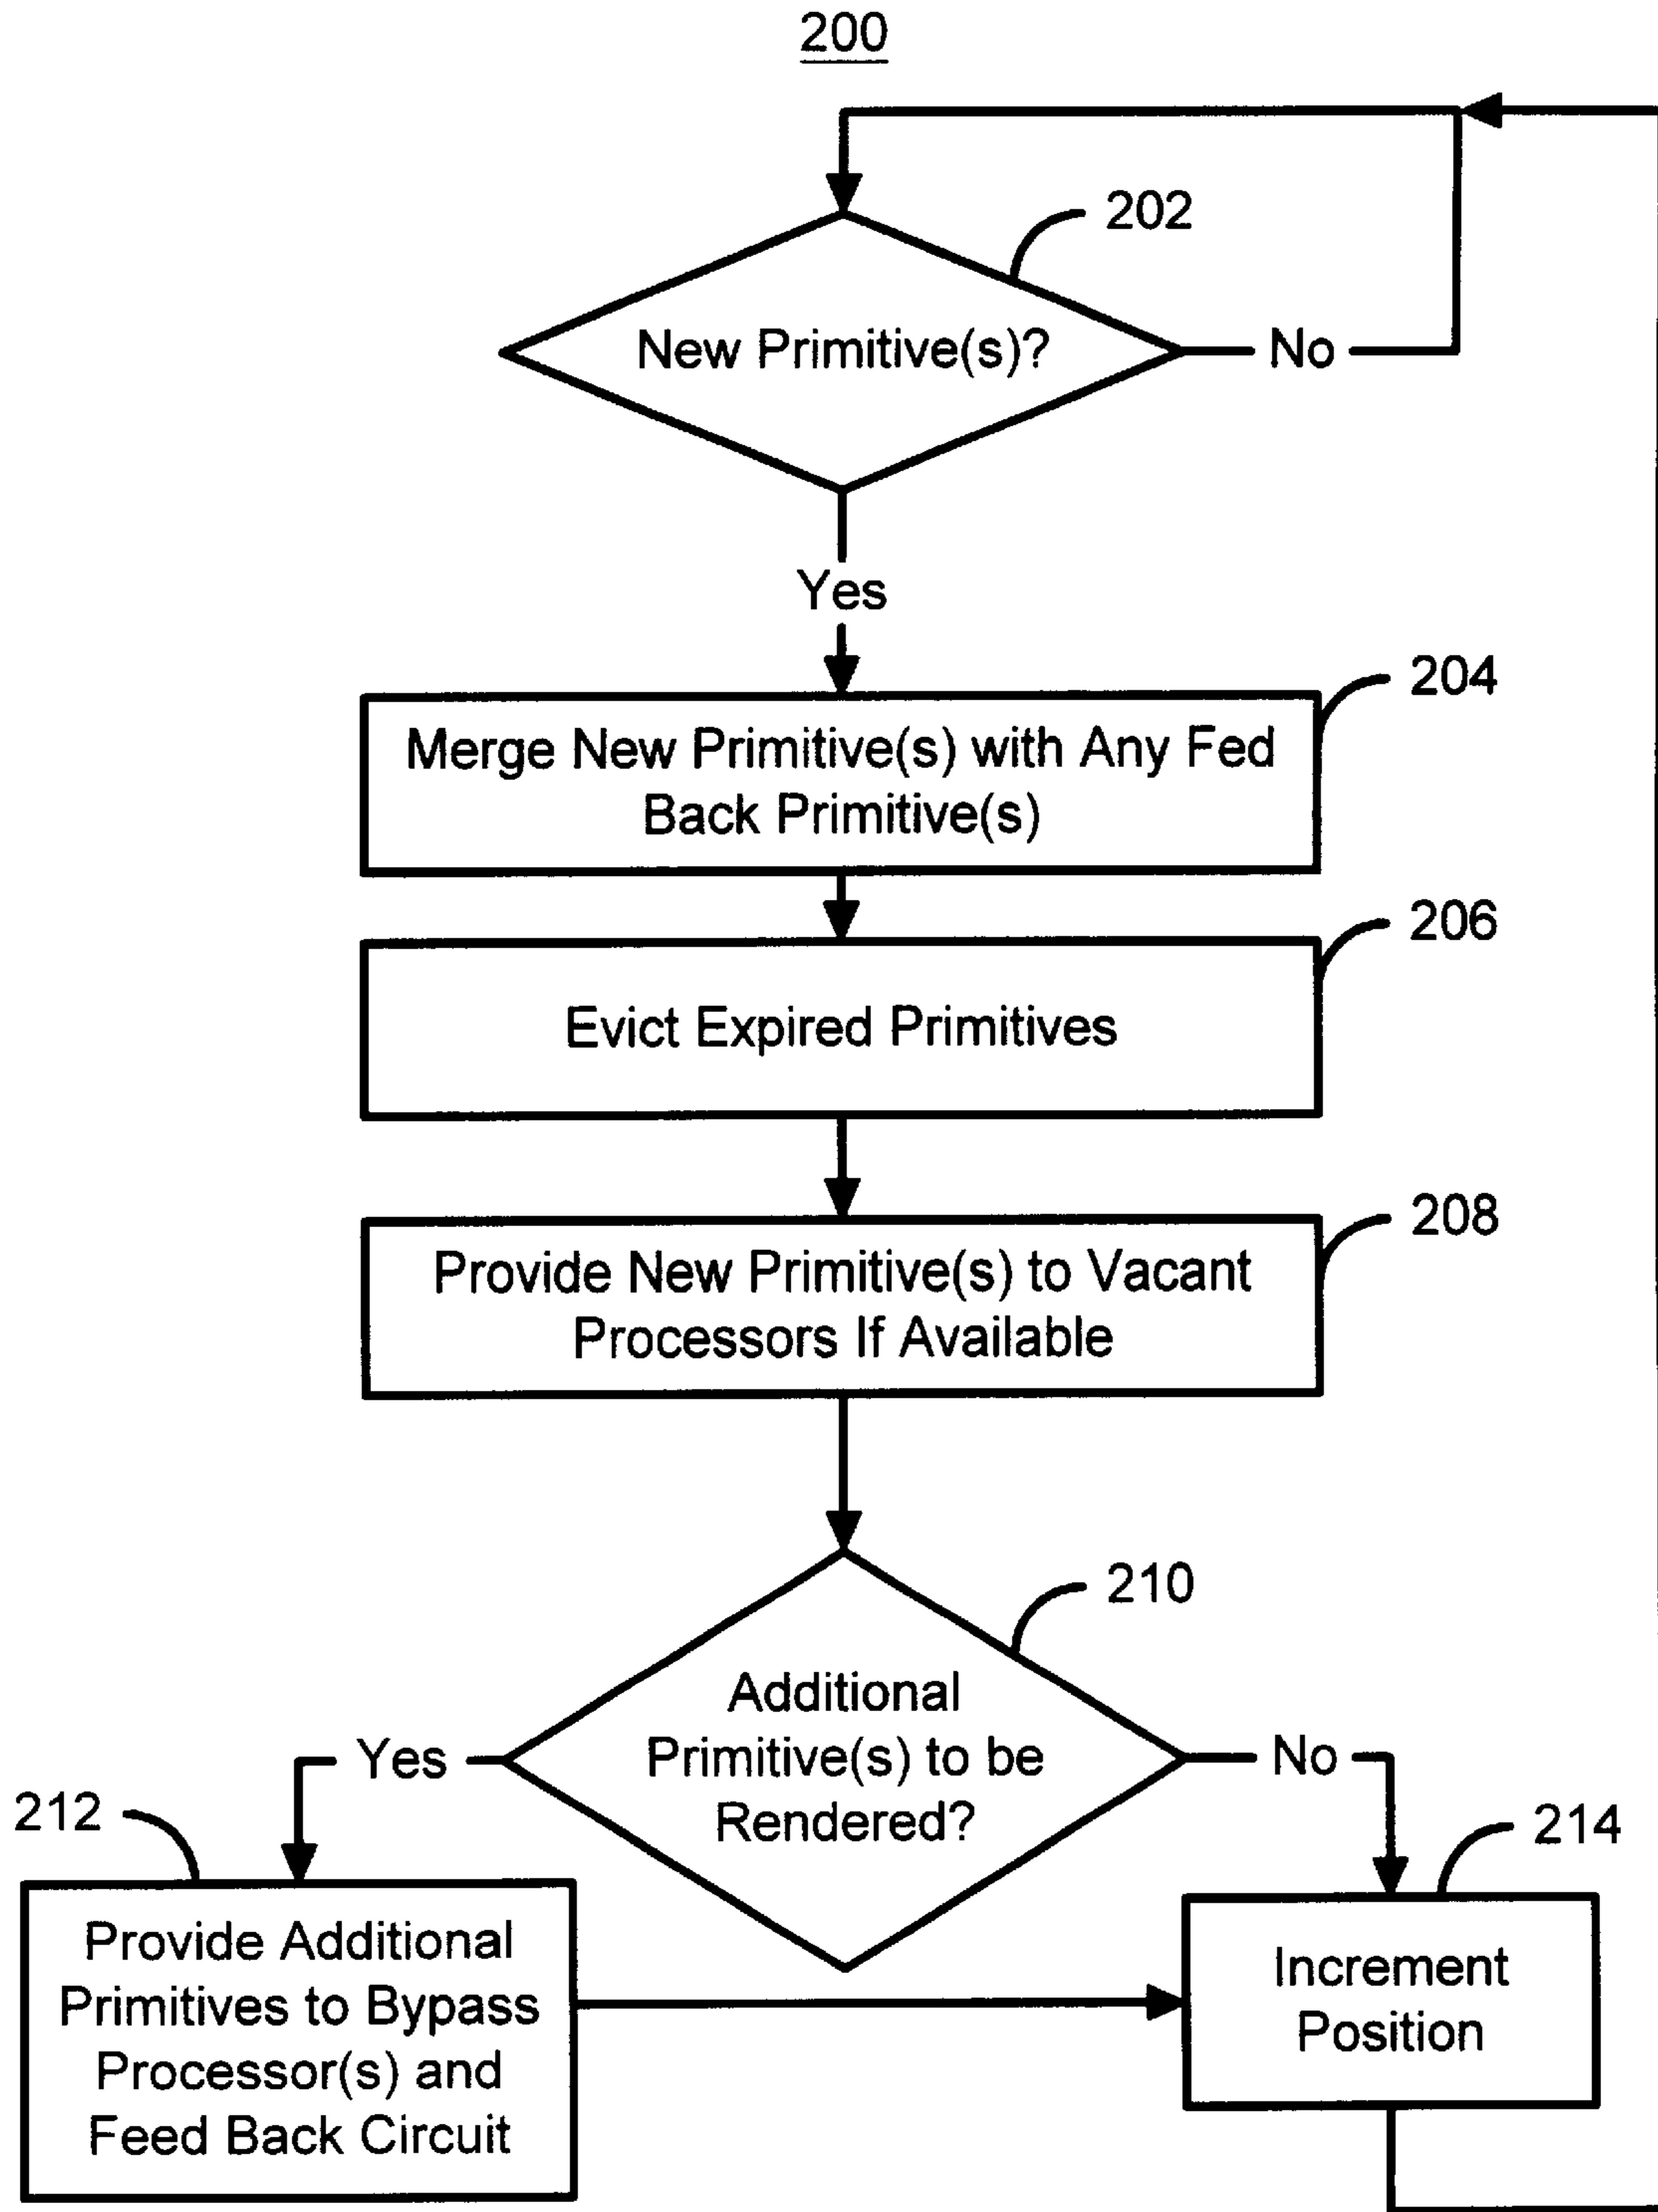 200
202
New Primitive(s)?
No
Yes
204
Merge New Primitive(s) with Any Fed
Back Primitive(s)
206
Evict Expired Primitives
208
Provide New Primitive(s) to Vacant
Processors If Available
210
Additional
Primitive(s) to be
Rendered?
Yes
No
212
214
Provide Additional
Primitives to Bypass
Processor(s) and
Feed Back Circuit
Increment
Position